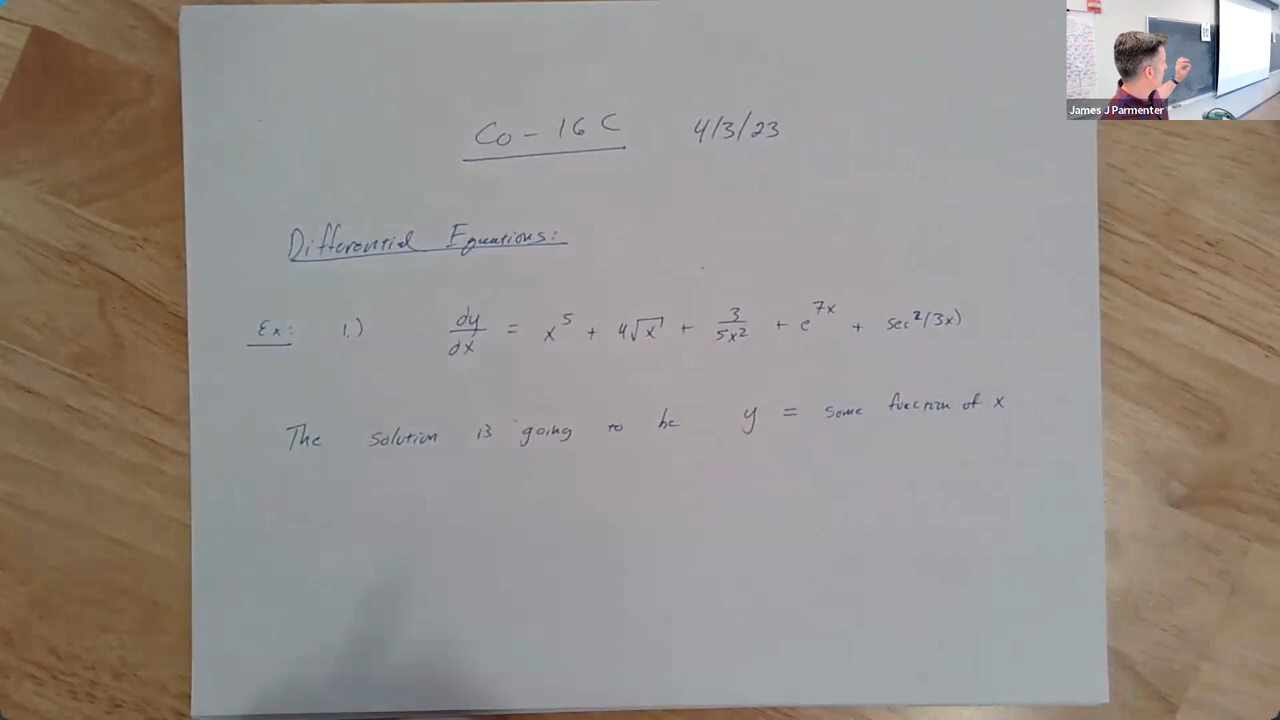 Co - 16 C 4/3/23
Differential Equations:
Ex: 1.) dy/dx = x^5 + 4√x + 3/5x^2 + e^7x + sec^2(3x)
The solution is going to be y = some function of x
James J Parmenter